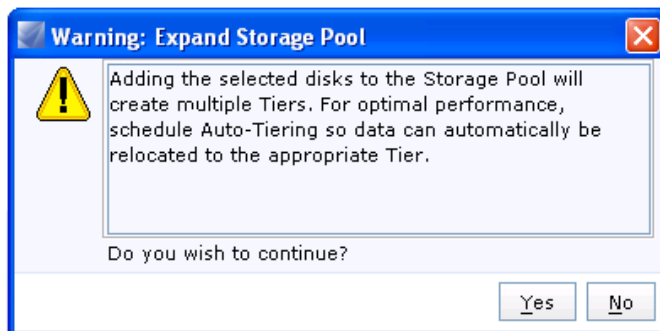 Warning: Expand Storage Pool
Adding the selected disks to the Storage Pool will
create multiple Tiers. For optimal performance,
schedule Auto-Tiering so data can automatically be
relocated to the appropriate Tier.
Do you wish to continue?
Yes No